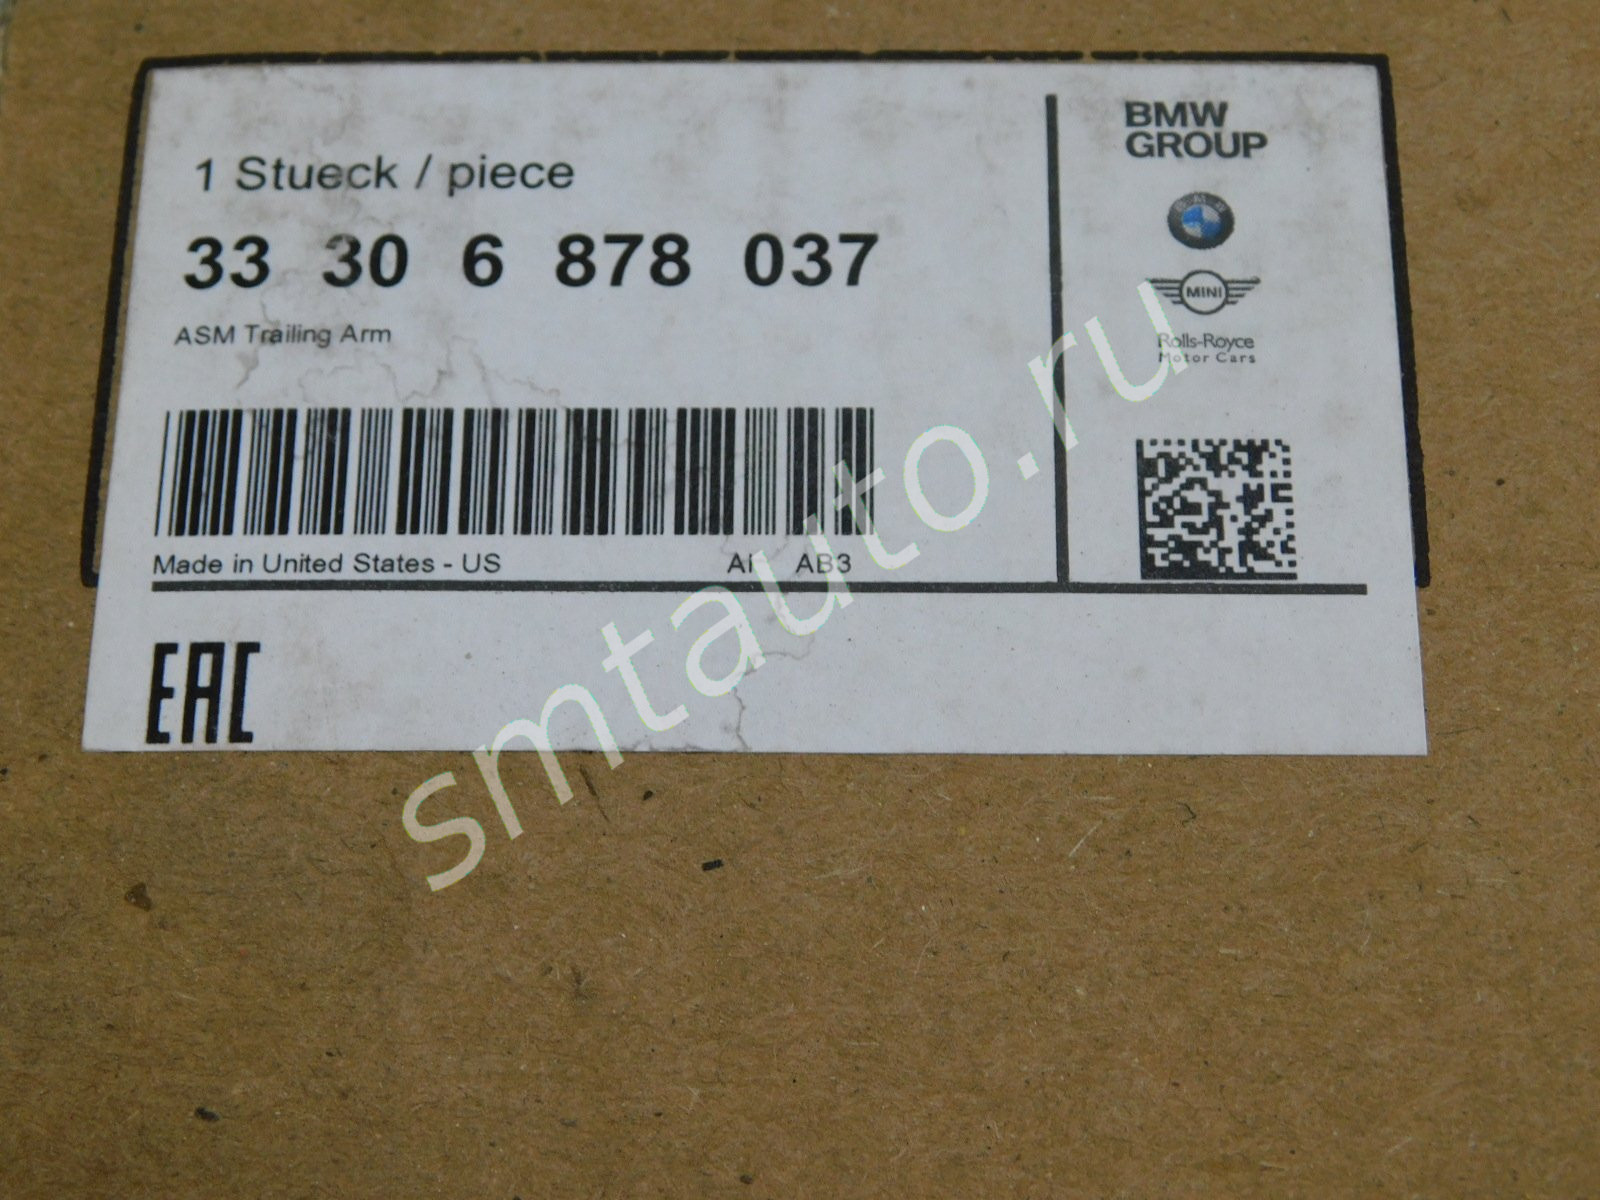 1 Stueck / piece
33 30 6 878 037
ASM Trailing Arm
Made in United States - US
AB3
BMW
GROUP
BMW
MINI
Rolls-Royce
Motor Cars
EAC
smtauto.ru